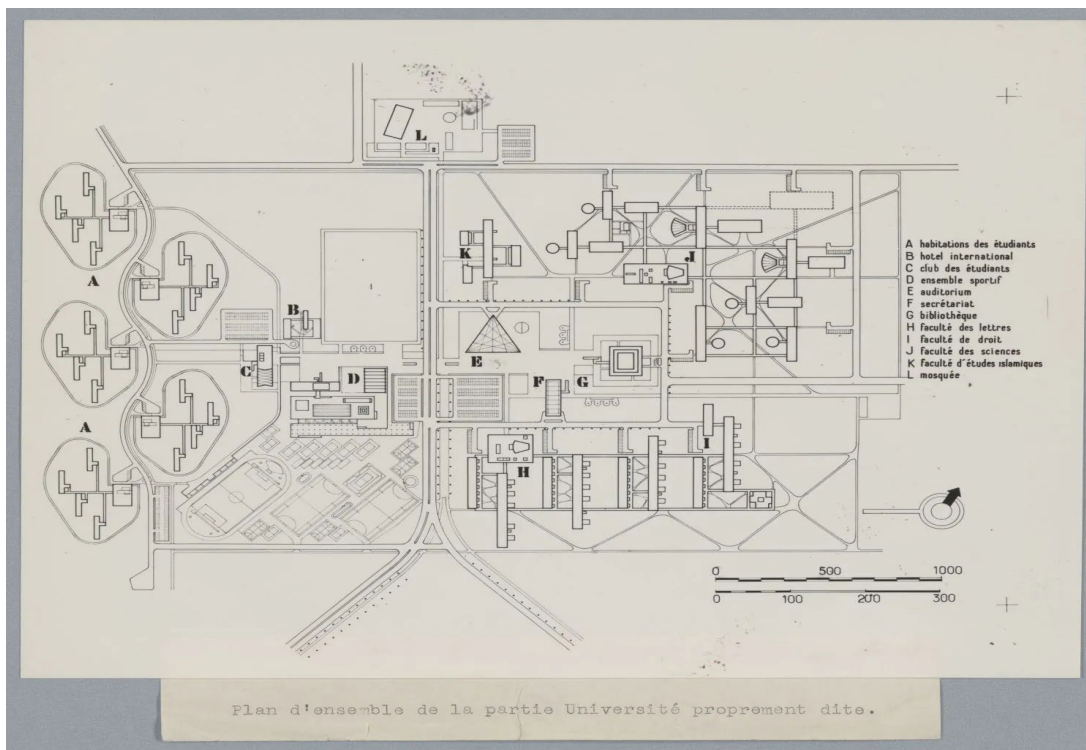 L
K
J
A
B
E
C
D
F
G
A
I
H
A habitations des étudiants
B hotel international
C club des étudiants
D ensemble sportif
E auditorium
F secrétariat
G bibliothèque
H faculté des lettres
I faculté de droit
J faculté des sciences
K faculté d'études islamiques
L mosquée
0 500 1000
0 100 200 300
Plan d'ensemble de la partie Université proprement dite.